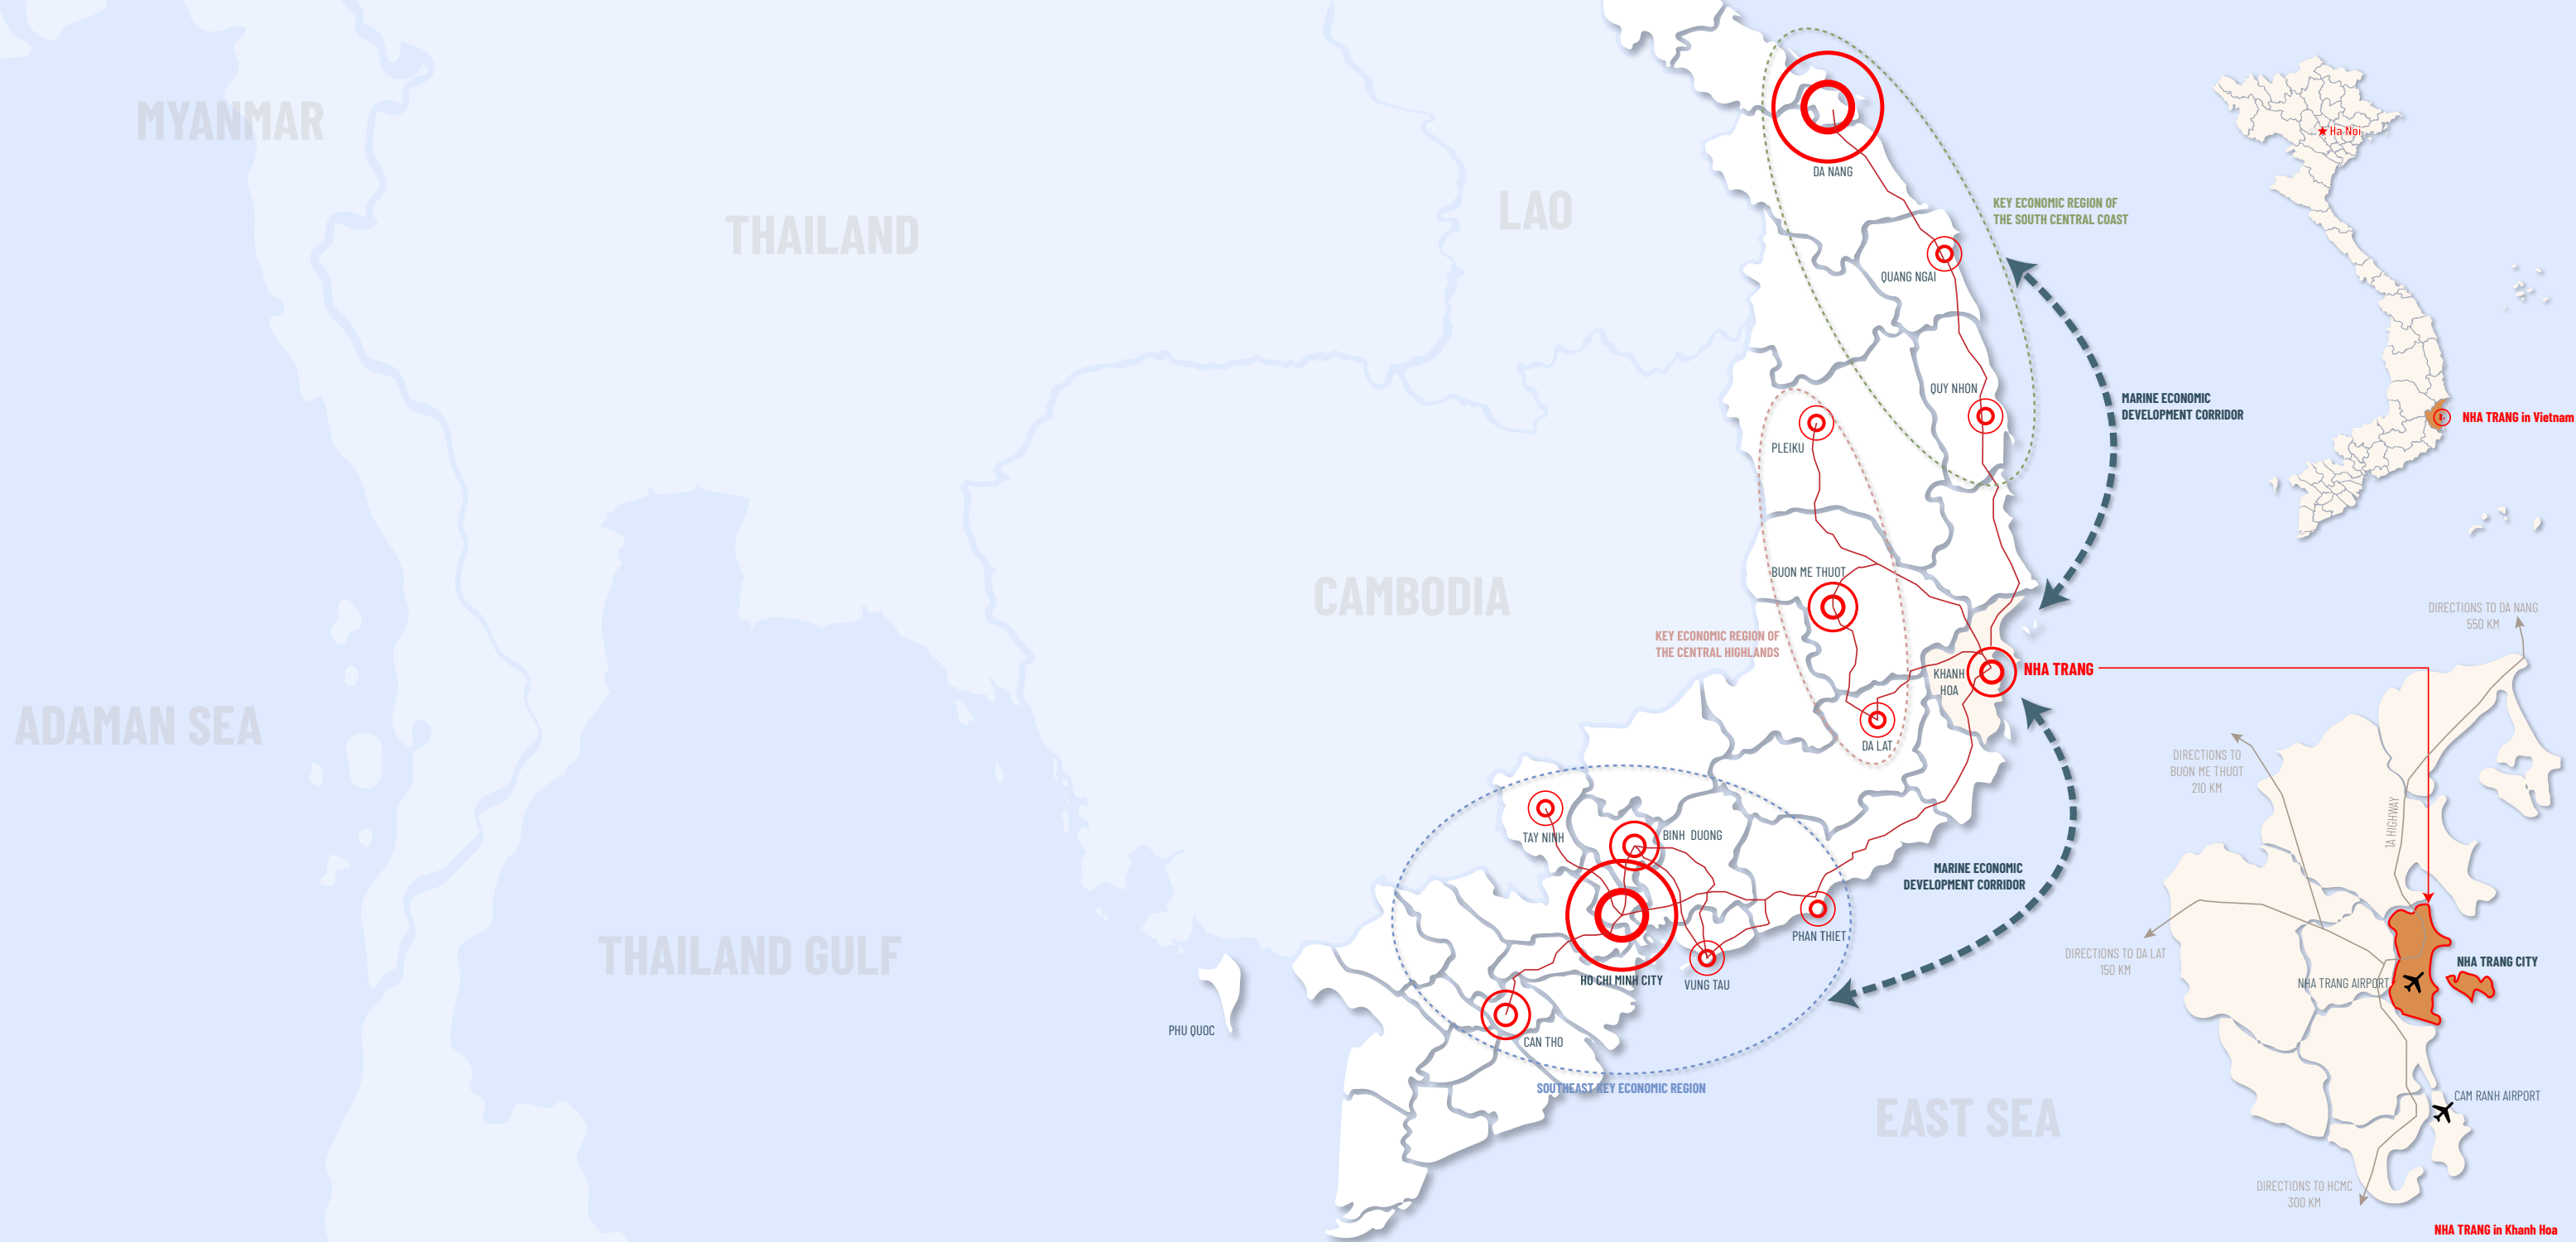 MYANMAR
THAILAND
LAO
CAMBODIA
ADAMAN SEA
THAILAND GULF
EAST SEA
DA NANG
QUANG NGAI
QUY NHON
PLEIKU
BUON ME THUOT
KHANH
HOA
NHA TRANG
DA LAT
TAY NINH
BINH DUONG
HO CHI MINH CITY
VUNG TAU
PHAN THIET
CAN THO
PHU QUOC
KEY ECONOMIC REGION OF
THE SOUTH CENTRAL COAST
MARINE ECONOMIC
DEVELOPMENT CORRIDOR
KEY ECONOMIC REGION OF
THE CENTRAL HIGHLANDS
MARINE ECONOMIC
DEVELOPMENT CORRIDOR
SOUTHEAST KEY ECONOMIC REGION
Ha Noi
NHA TRANG in Vietnam
DIRECTIONS TO DA NANG
550 KM
DIRECTIONS TO
BUON ME THUOT
210 KM
1A HIGHWAY
DIRECTIONS TO DA LAT
150 KM
NHA TRANG AIRPORT
NHA TRANG CITY
CAM RANH AIRPORT
DIRECTIONS TO HCMC
300 KM
NHA TRANG in Khanh Hoa